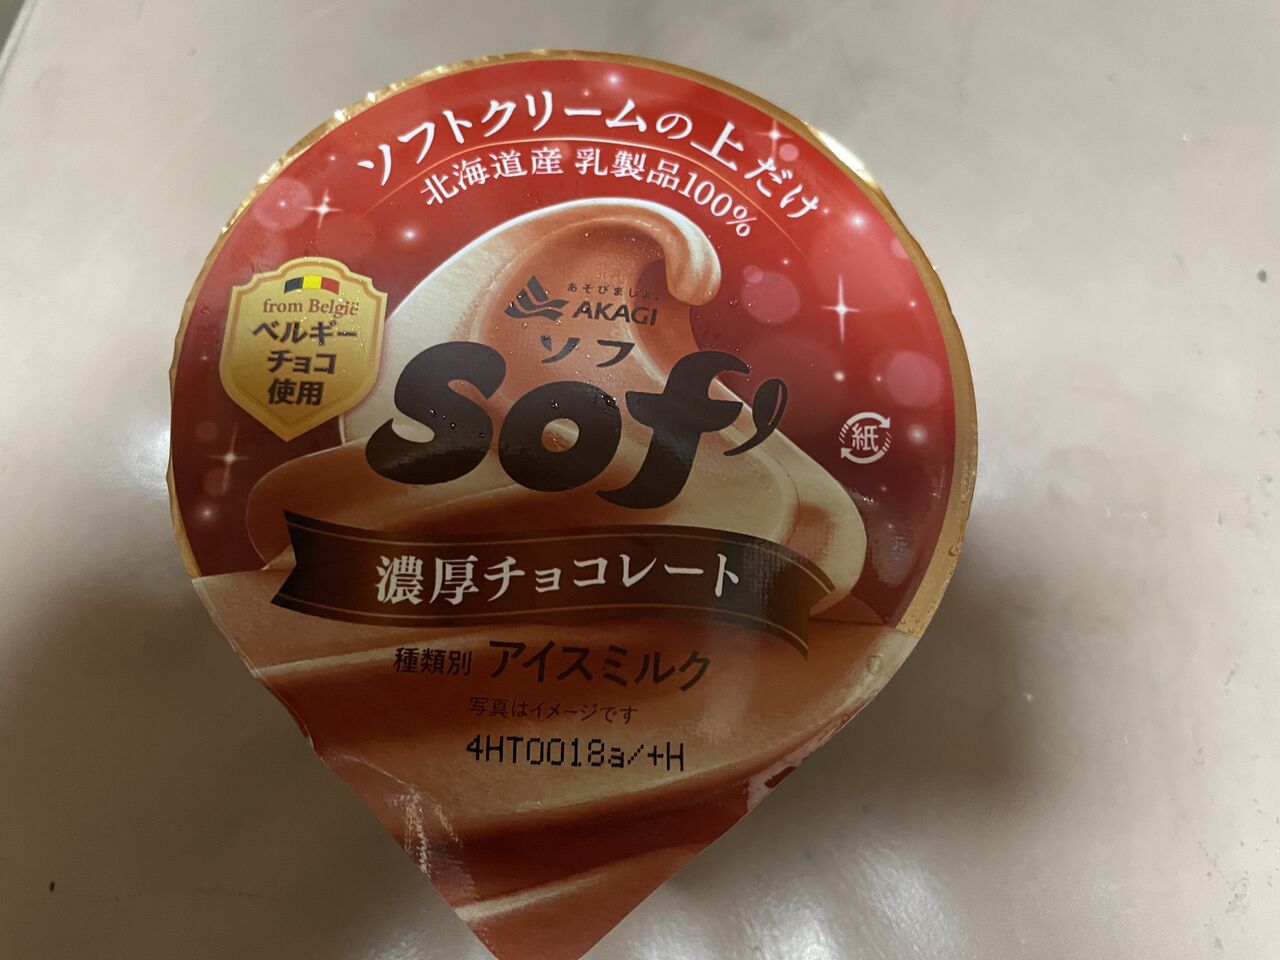 ソフトクリームの上だけ
北海道産 乳製品100%
from België
ベルギー
チョコ
使用
あそびましょ。
AKAGI
ソフ
Sof'
紙
濃厚チョコレート
種類別 アイスミルク
写真はイメージです
4HT0018a/+H